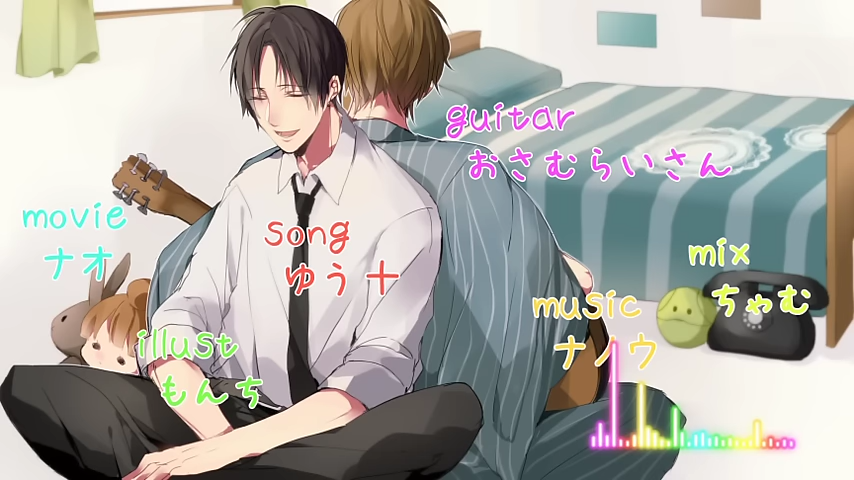 guitar
おさむらいさん
movie
ナオ
song
ゆう十
mix
ちゃむ
music
ナノウ
illust
もんち